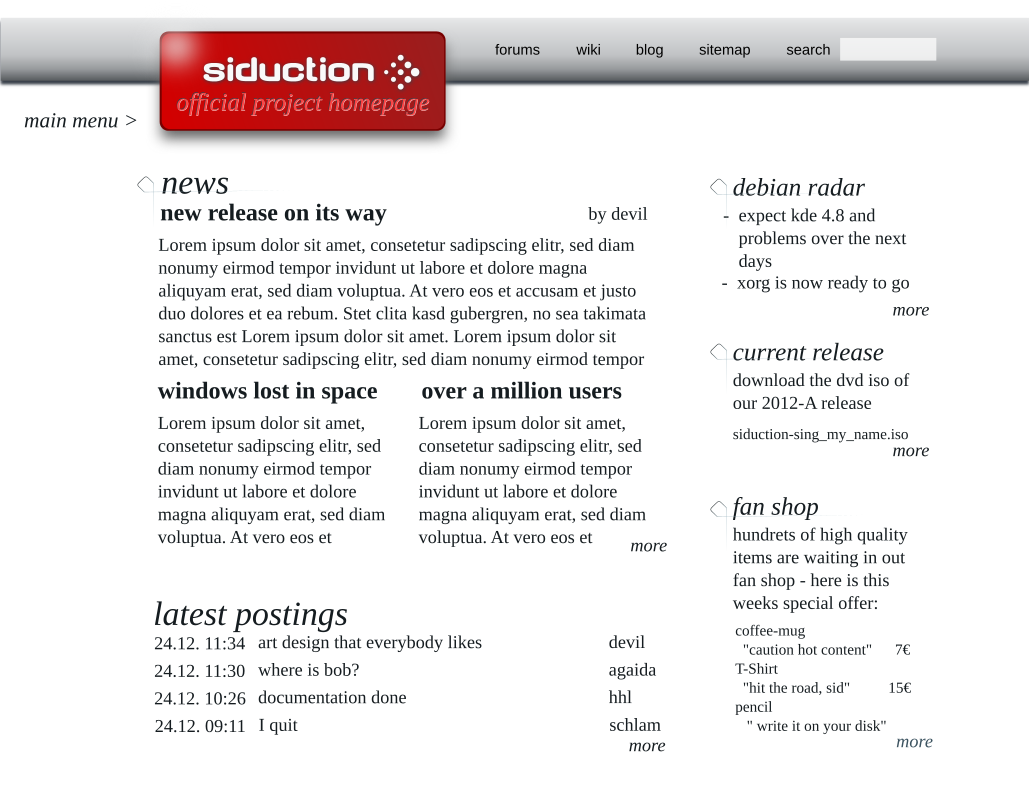 forums wiki blog sitemap search
siduction
official project homepage
main menu >
news
new release on its way by devil
Lorem ipsum dolor sit amet, consetetur sadipscing elitr, sed diam
nonumy eirmod tempor invidunt ut labore et dolore magna
aliquyam erat, sed diam voluptua. At vero eos et accusam et justo
duo dolores et ea rebum. Stet clita kasd gubergren, no sea takimata
sanctus est Lorem ipsum dolor sit amet. Lorem ipsum dolor sit
amet, consetetur sadipscing elitr, sed diam nonumy eirmod tempor
windows lost in space
Lorem ipsum dolor sit amet,
consetetur sadipscing elitr, sed
diam nonumy eirmod tempor
invidunt ut labore et dolore
magna aliquyam erat, sed diam
voluptua. At vero eos et
over a million users
Lorem ipsum dolor sit amet,
consetetur sadipscing elitr, sed
diam nonumy eirmod tempor
invidunt ut labore et dolore
magna aliquyam erat, sed diam
voluptua. At vero eos et
more
latest postings
24.12. 11:34 art design that everybody likes devil
24.12. 11:30 where is bob? agaida
24.12. 10:26 documentation done hhl
24.12. 09:11 I quit schlam
more
debian radar
- expect kde 4.8 and
problems over the next
days
- xorg is now ready to go
more
current release
download the dvd iso of
our 2012-A release
siduction-sing_my_name.iso
more
fan shop
hundrets of high quality
items are waiting in out
fan shop - here is this
weeks special offer:
coffee-mug
"caution hot content" 7€
T-Shirt
"hit the road, sid" 15€
pencil
" write it on your disk"
more